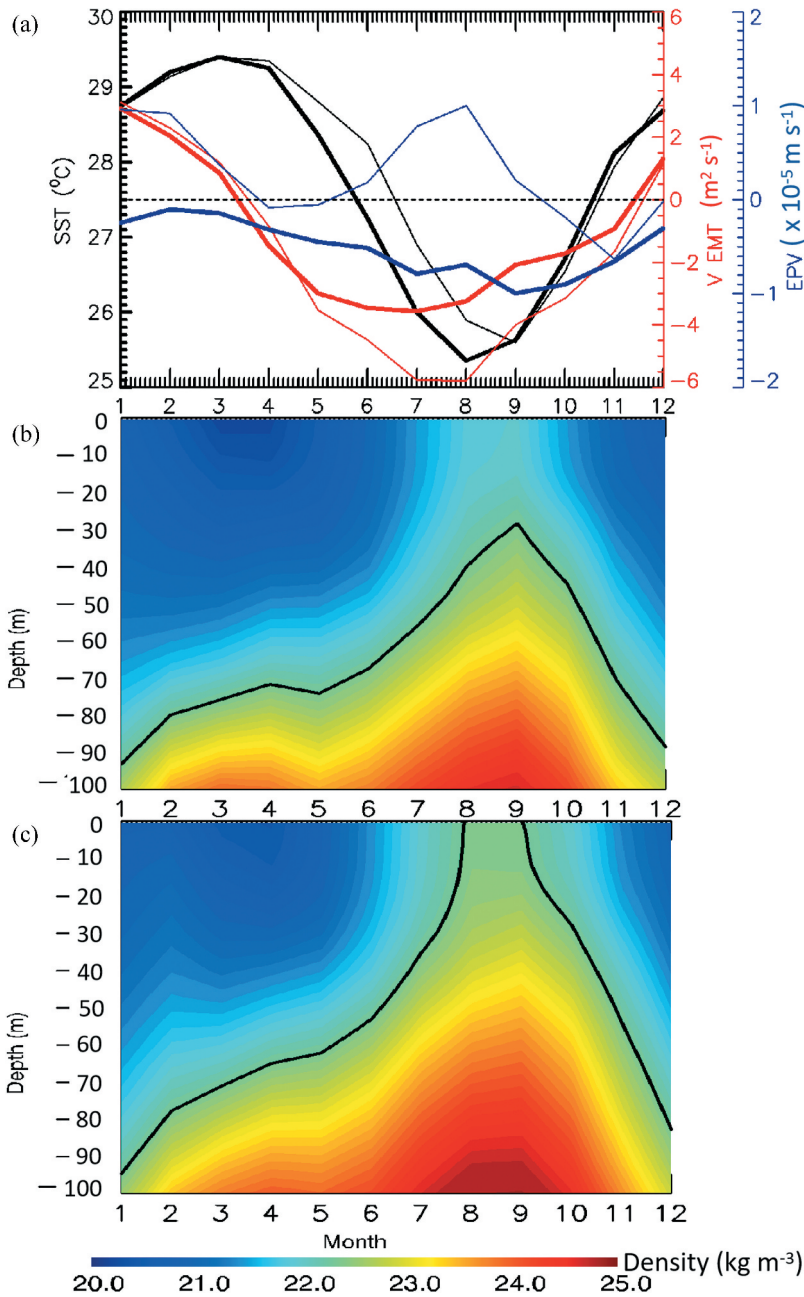 (a)
30
29
28
27
26
25
SST (°C)
6
4
2
0
−2
−4
−6
V EMT (m² s⁻¹)
2
1
0
−1
−2
EPV ( x 10⁻⁵ m s⁻¹)
1 2 3 4 5 6 7 8 9 10 11 12
(b)
0
− 10
− 20
− 30
− 40
− 50
− 60
− 70
− 80
− 90
− 100
Depth (m)
1 2 3 4 5 6 7 8 9 10 11 12
(c)
0
− 10
− 20
− 30
− 40
− 50
− 60
− 70
− 80
− 90
− 100
Depth (m)
1 2 3 4 5 6 7 8 9 10 11 12
Month
Density (kg m⁻³)
20.0 21.0 22.0 23.0 24.0 25.0